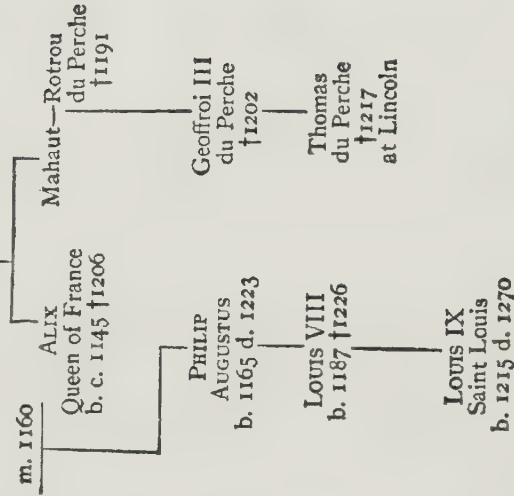 m. 1160
ALIX
Queen of France
b. c. 1145 †1206
Mahaut—Rotrou
du Perche
†1191
PHILIP
AUGUSTUS
b. 1165 d. 1223
Geoffroi III
du Perche
†1202
LOUIS VIII
b. 1187 †1226
Thomas
du Perche
†1217
at Lincoln
LOUIS IX
Saint Louis
b. 1215 d. 1270